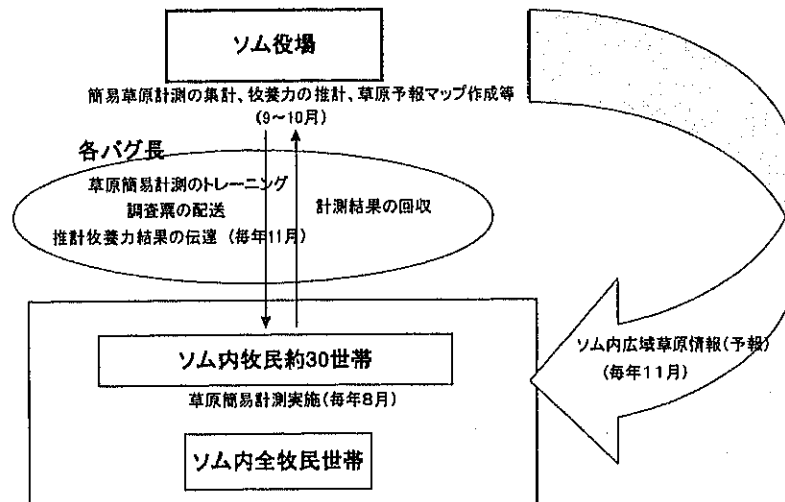 ソム役場
簡易草原計測の集計、牧養力の推計、草原予報マップ作成等
(9～10月)
各バグ長
草原簡易計測のトレーニング
調査票の配送
推計牧養力結果の伝達 (毎年11月)
計測結果の回収
ソム内牧民約30世帯
草原簡易計測実施(毎年8月)
ソム内全牧民世帯
ソム内広域草原情報(予報)
(毎年11月)